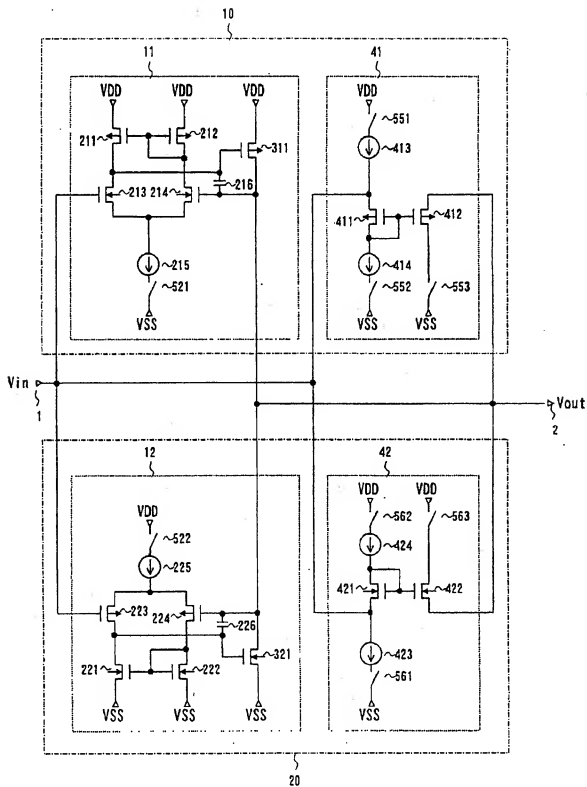 10
11
41
VDD VDD VDD
VDD
551
211 212
311
413
216
213 214
411 412
215
414
521
552 553
VSS
VSS VSS
Vin
1
Vout
2
12
42
VDD
VDD VDD
522
562 563
225
424
223 224 226
421 422
321
221 222
423
561
VSS VSS VSS
VSS
20